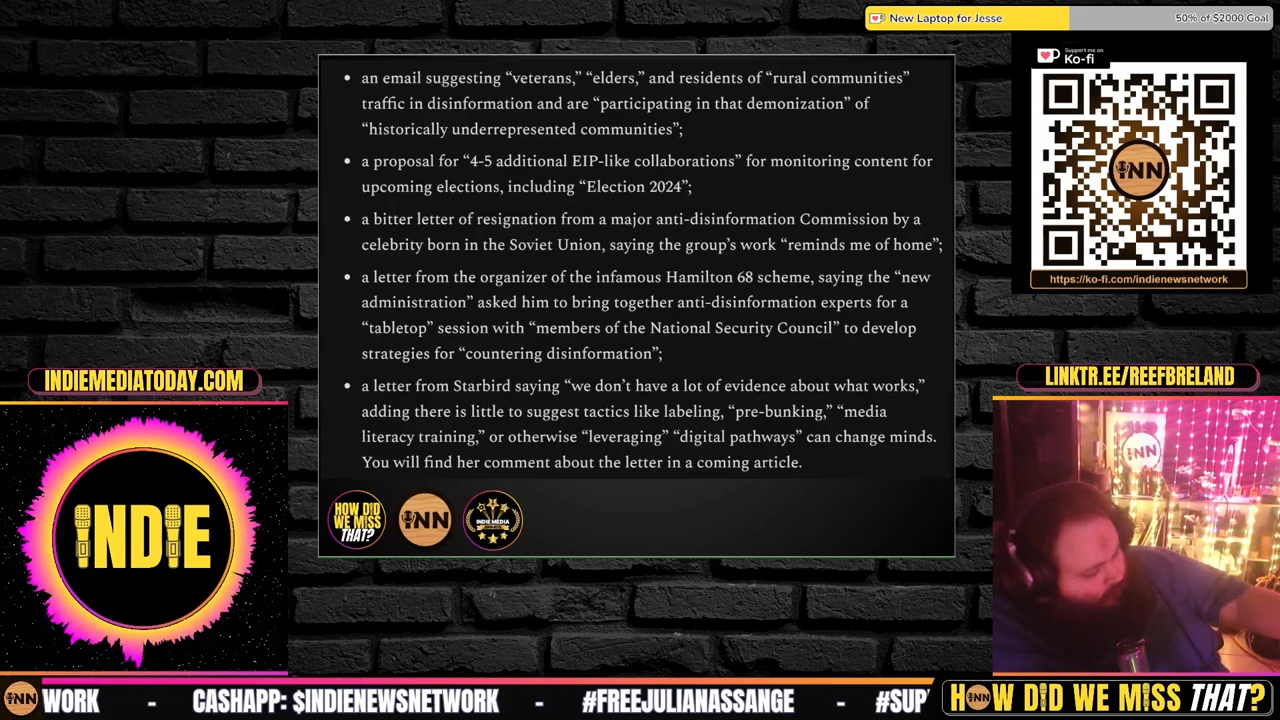 New Laptop for Jesse
50% of $2000 Goal
Support me on
Ko-fi
iNN
https://ko-fi.com/indienewsnetwork
an email suggesting “veterans,” “elders,” and residents of “rural communities”
traffic in disinformation and are “participating in that demonization” of
“historically underrepresented communities”;
a proposal for “4-5 additional EIP-like collaborations” for monitoring content for
upcoming elections, including “Election 2024”;
a bitter letter of resignation from a major anti-disinformation Commission by a
celebrity born in the Soviet Union, saying the group’s work “reminds me of home”;
a letter from the organizer of the infamous Hamilton 68 scheme, saying the “new
administration” asked him to bring together anti-disinformation experts for a
“tabletop” session with “members of the National Security Council” to develop
strategies for “countering disinformation”;
a letter from Starbird saying “we don’t have a lot of evidence about what works,”
adding there is little to suggest tactics like labeling, “pre-bunking,” “media
literacy training,” or otherwise “leveraging” “digital pathways” can change minds.
You will find her comment about the letter in a coming article.
HOW DID
WE MISS
THAT?
iNN
INDIE MEDIA
INDIEMEDIATODAY.COM
iNDiE
LINKTR.EE/REEFBRELAND
iNN
iNN
WORK - CASHAPP: $INDIENEWSNETWORK - #FREEJULIANASSANGE - #SUP
HOW DiD WE MiSS THAT?
iNN